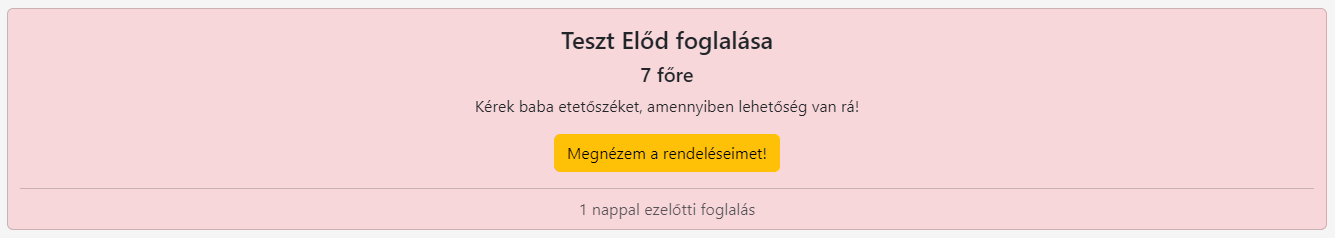 Teszt Előd foglalása
7 főre
Kérek baba etetőszéket, amennyiben lehetőség van rá!
Megnézem a rendeléseimet!
1 nappal ezelőtti foglalás